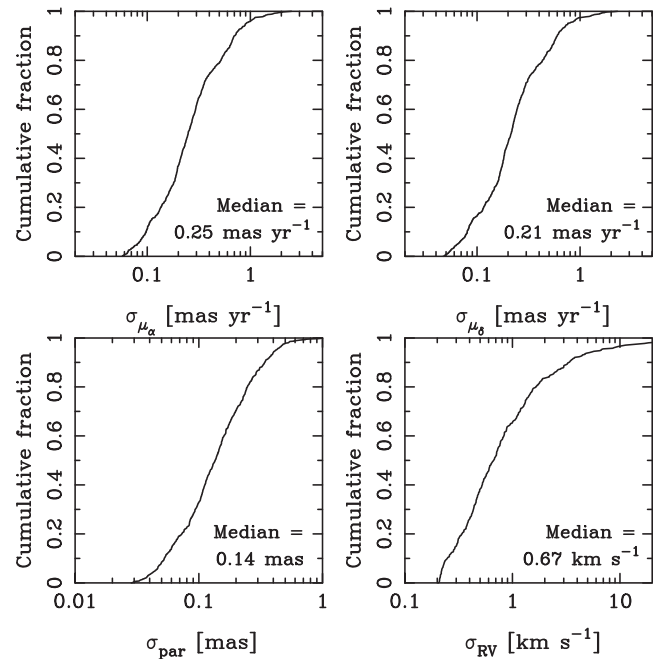 Cumulative fraction
0 0.2 0.4 0.6 0.8 1
Median =
0.25 mas yr⁻¹
0.1 1
σ_μ_α [mas yr⁻¹]
Cumulative fraction
0 0.2 0.4 0.6 0.8 1
Median =
0.21 mas yr⁻¹
0.1 1
σ_μ_δ [mas yr⁻¹]
Cumulative fraction
0 0.2 0.4 0.6 0.8 1
Median =
0.14 mas
0.01 0.1 1
σ_par [mas]
Cumulative fraction
0 0.2 0.4 0.6 0.8 1
Median =
0.67 km s⁻¹
0.1 1 10
σ_RV [km s⁻¹]